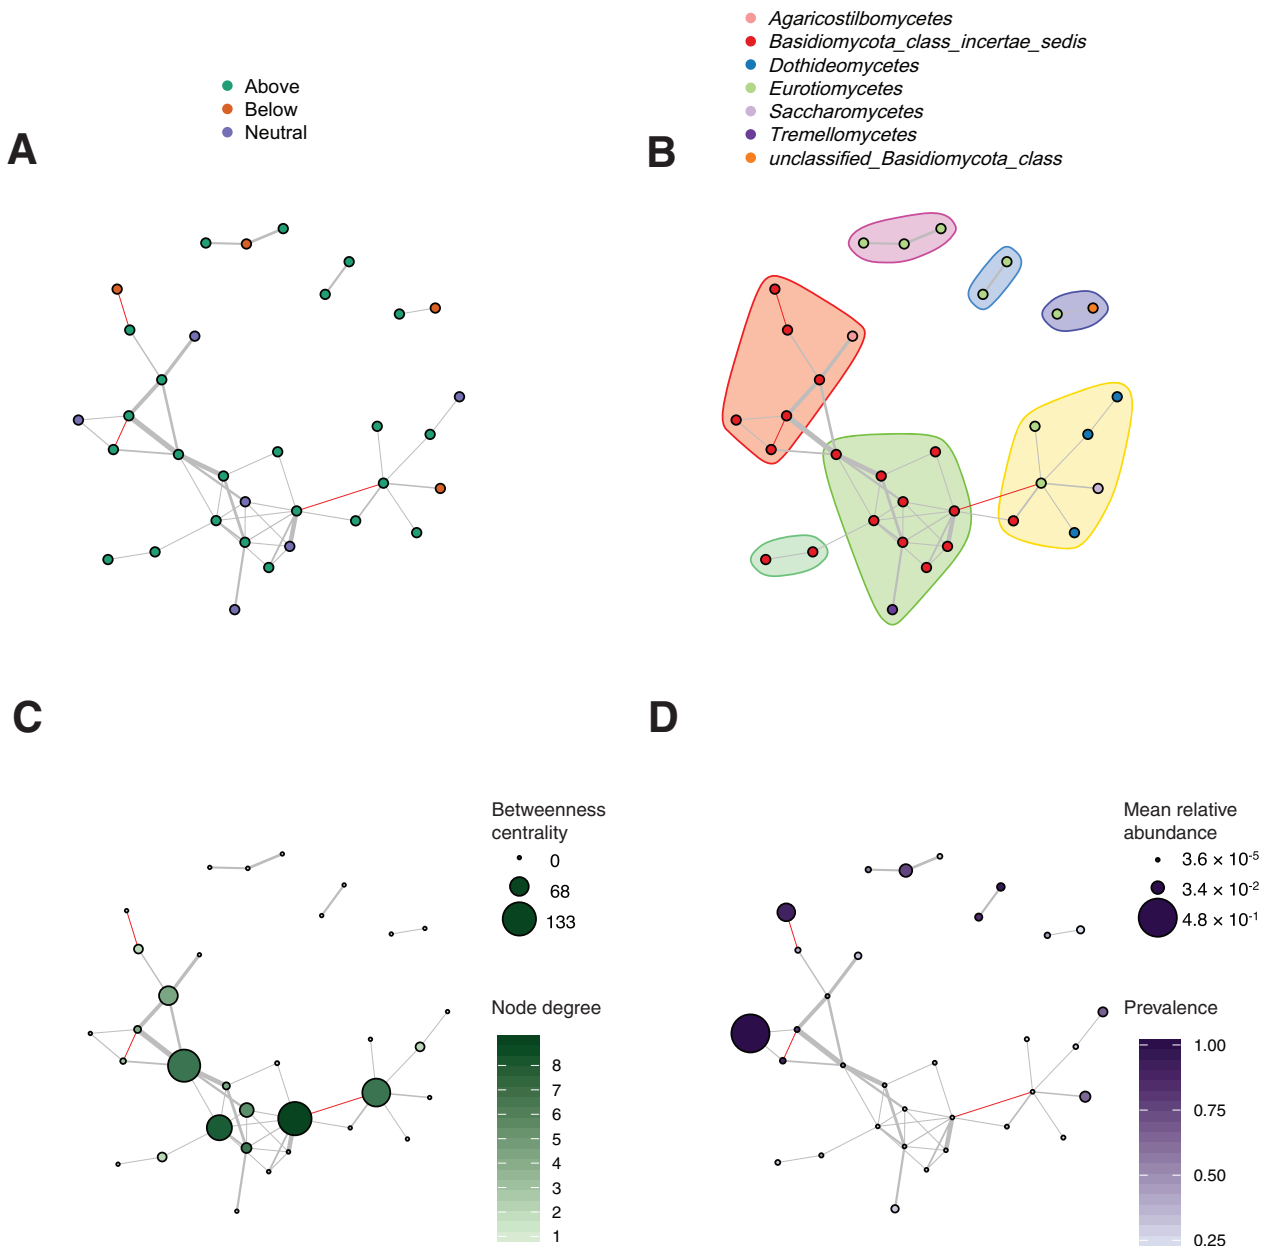 Above
Below
Neutral
A
Agaricostilbomycetes
Basidiomycota_class_incertae_sedis
Dothideomycetes
Eurotiomycetes
Saccharomycetes
Tremellomycetes
unclassified_Basidiomycota_class
B
C
Betweenness
centrality
0
68
133
Node degree
8
7
6
5
4
3
2
1
D
Mean relative
abundance
3.6 × 10⁻⁵
3.4 × 10⁻²
4.8 × 10⁻¹
Prevalence
1.00
0.75
0.50
0.25